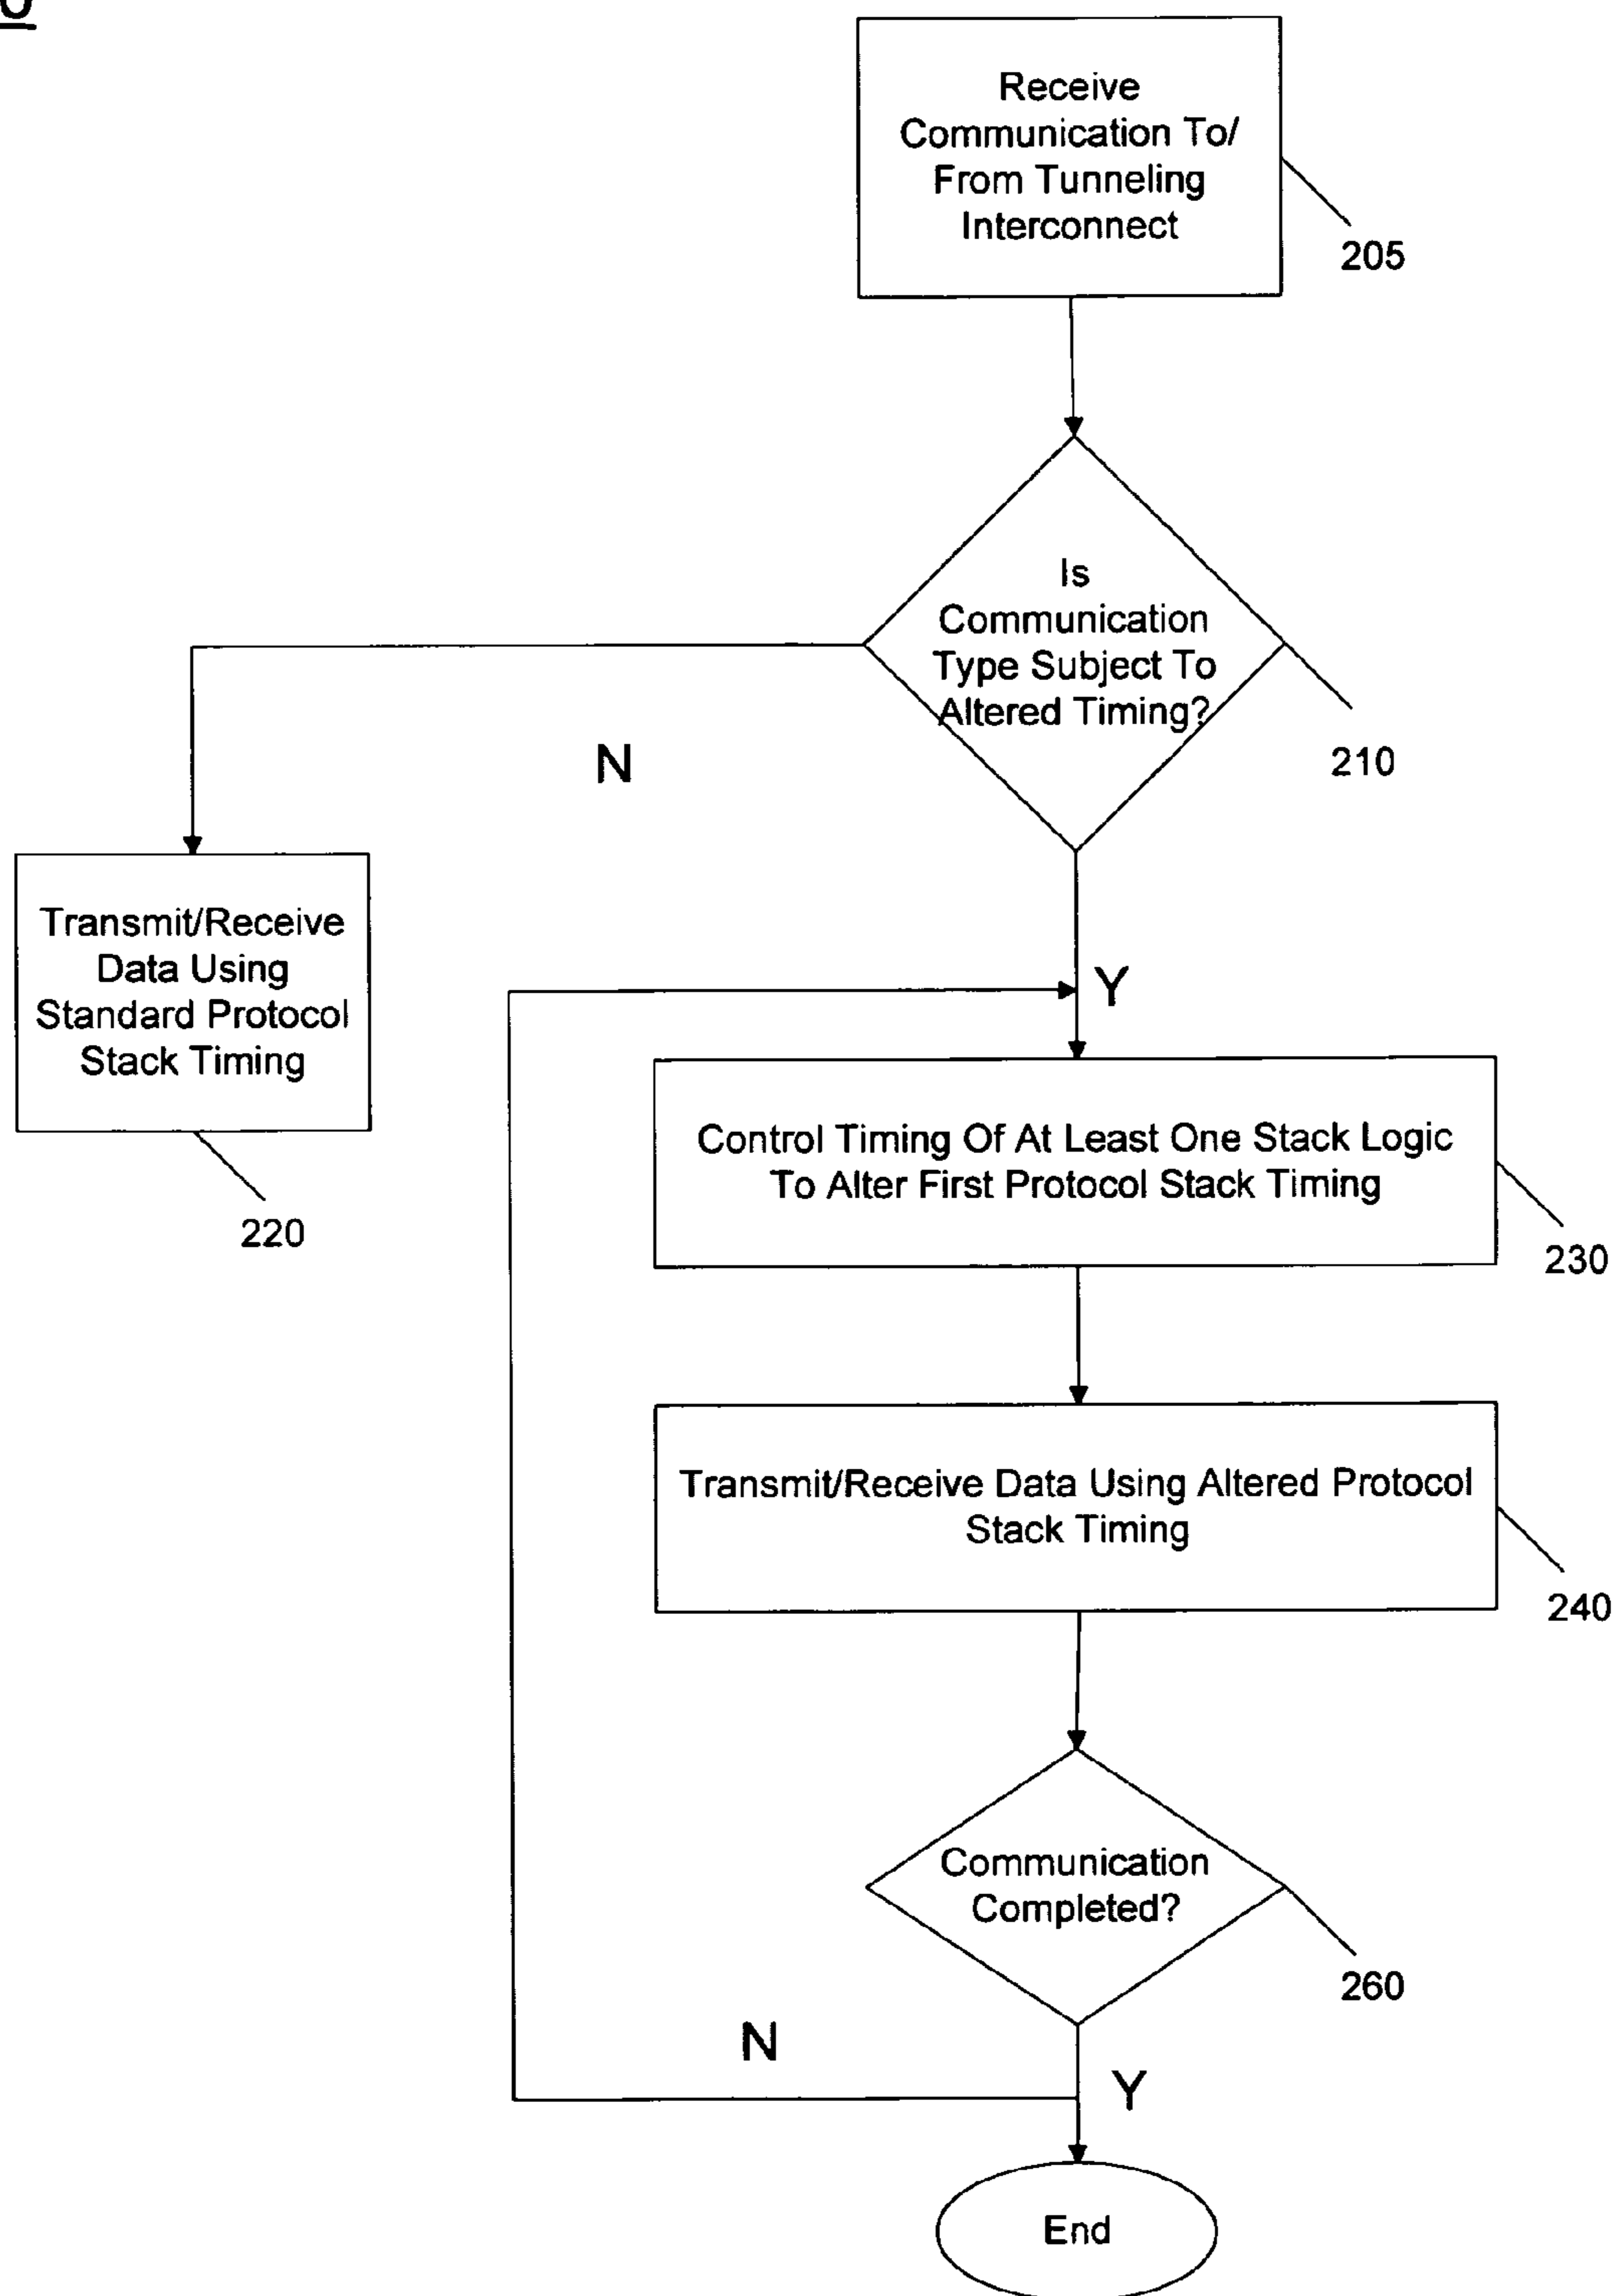 Receive
Communication To/
From Tunneling
Interconnect
205
Is
Communication
Type Subject To
Altered Timing?
210
N
Transmit/Receive
Data Using
Standard Protocol
Stack Timing
220
Y
Control Timing Of At Least One Stack Logic
To Alter First Protocol Stack Timing
230
Transmit/Receive Data Using Altered Protocol
Stack Timing
240
Communication
Completed?
260
N
Y
End